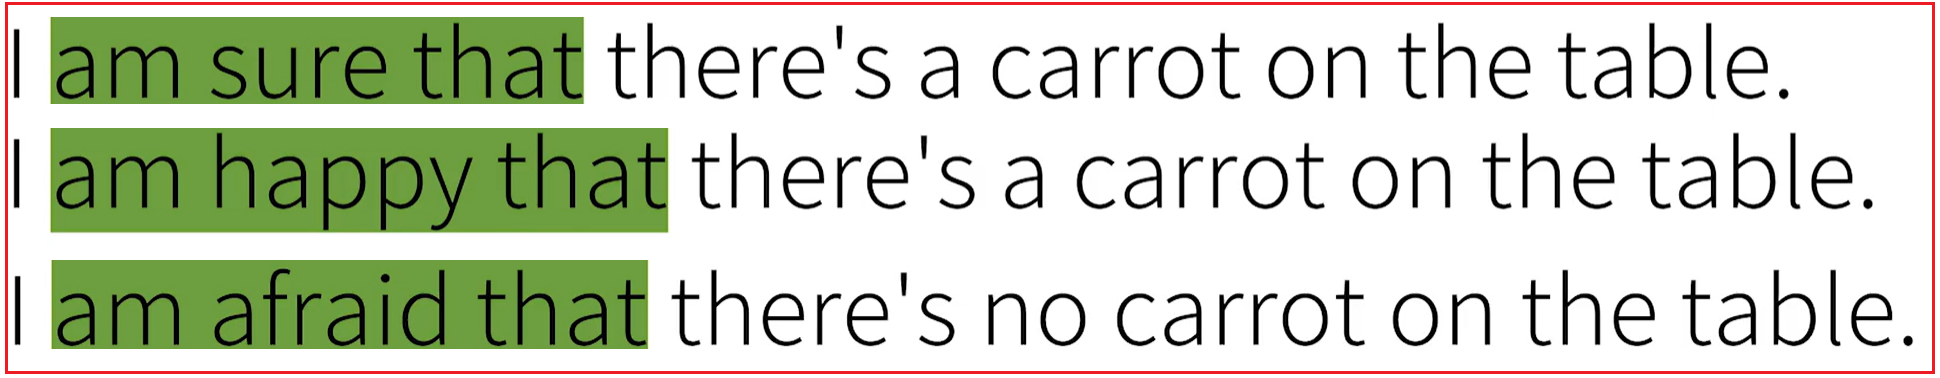 I am sure that there's a carrot on the table.
I am happy that there's a carrot on the table.
I am afraid that there's no carrot on the table.